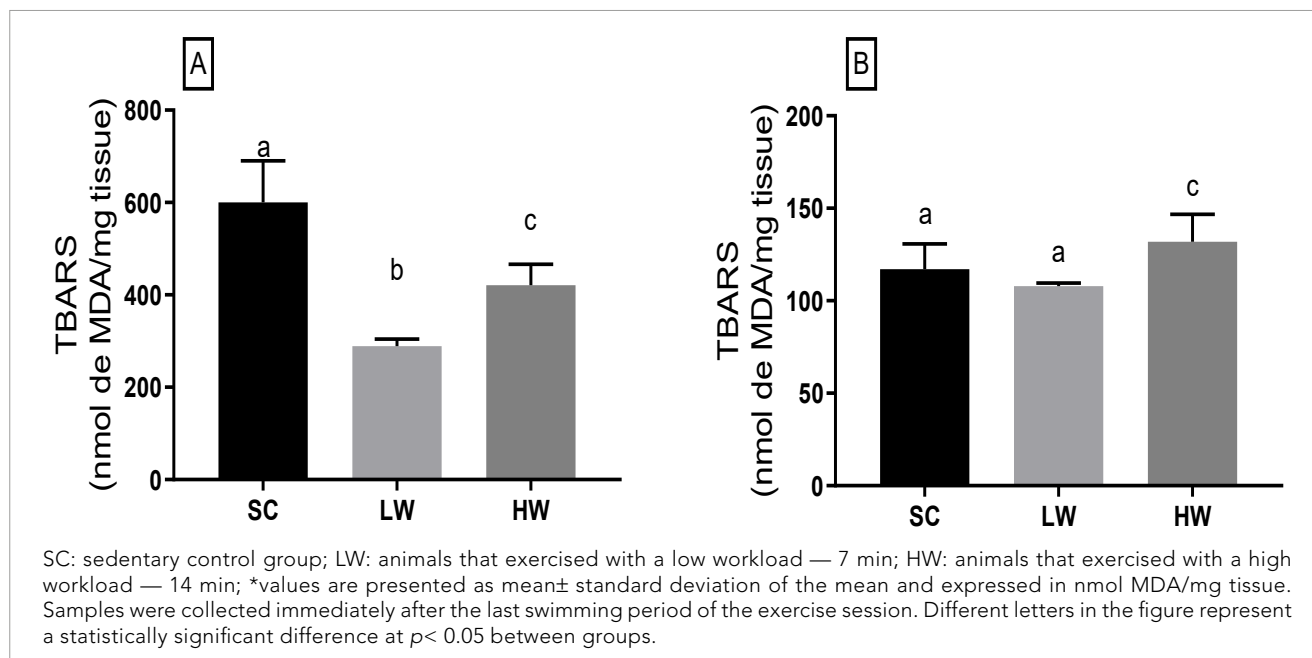 A
TBARS
(nmol de MDA/mg tissue)
800
600
400
200
0
a
b
c
SC
LW
HW
B
TBARS
(nmol de MDA/mg tissue)
200
150
100
50
0
a
a
c
SC
LW
HW
SC: sedentary control group; LW: animals that exercised with a low workload — 7 min; HW: animals that exercised with a high
workload — 14 min; *values are presented as mean± standard deviation of the mean and expressed in nmol MDA/mg tissue.
Samples were collected immediately after the last swimming period of the exercise session. Different letters in the figure represent
a statistically significant difference at p< 0.05 between groups.